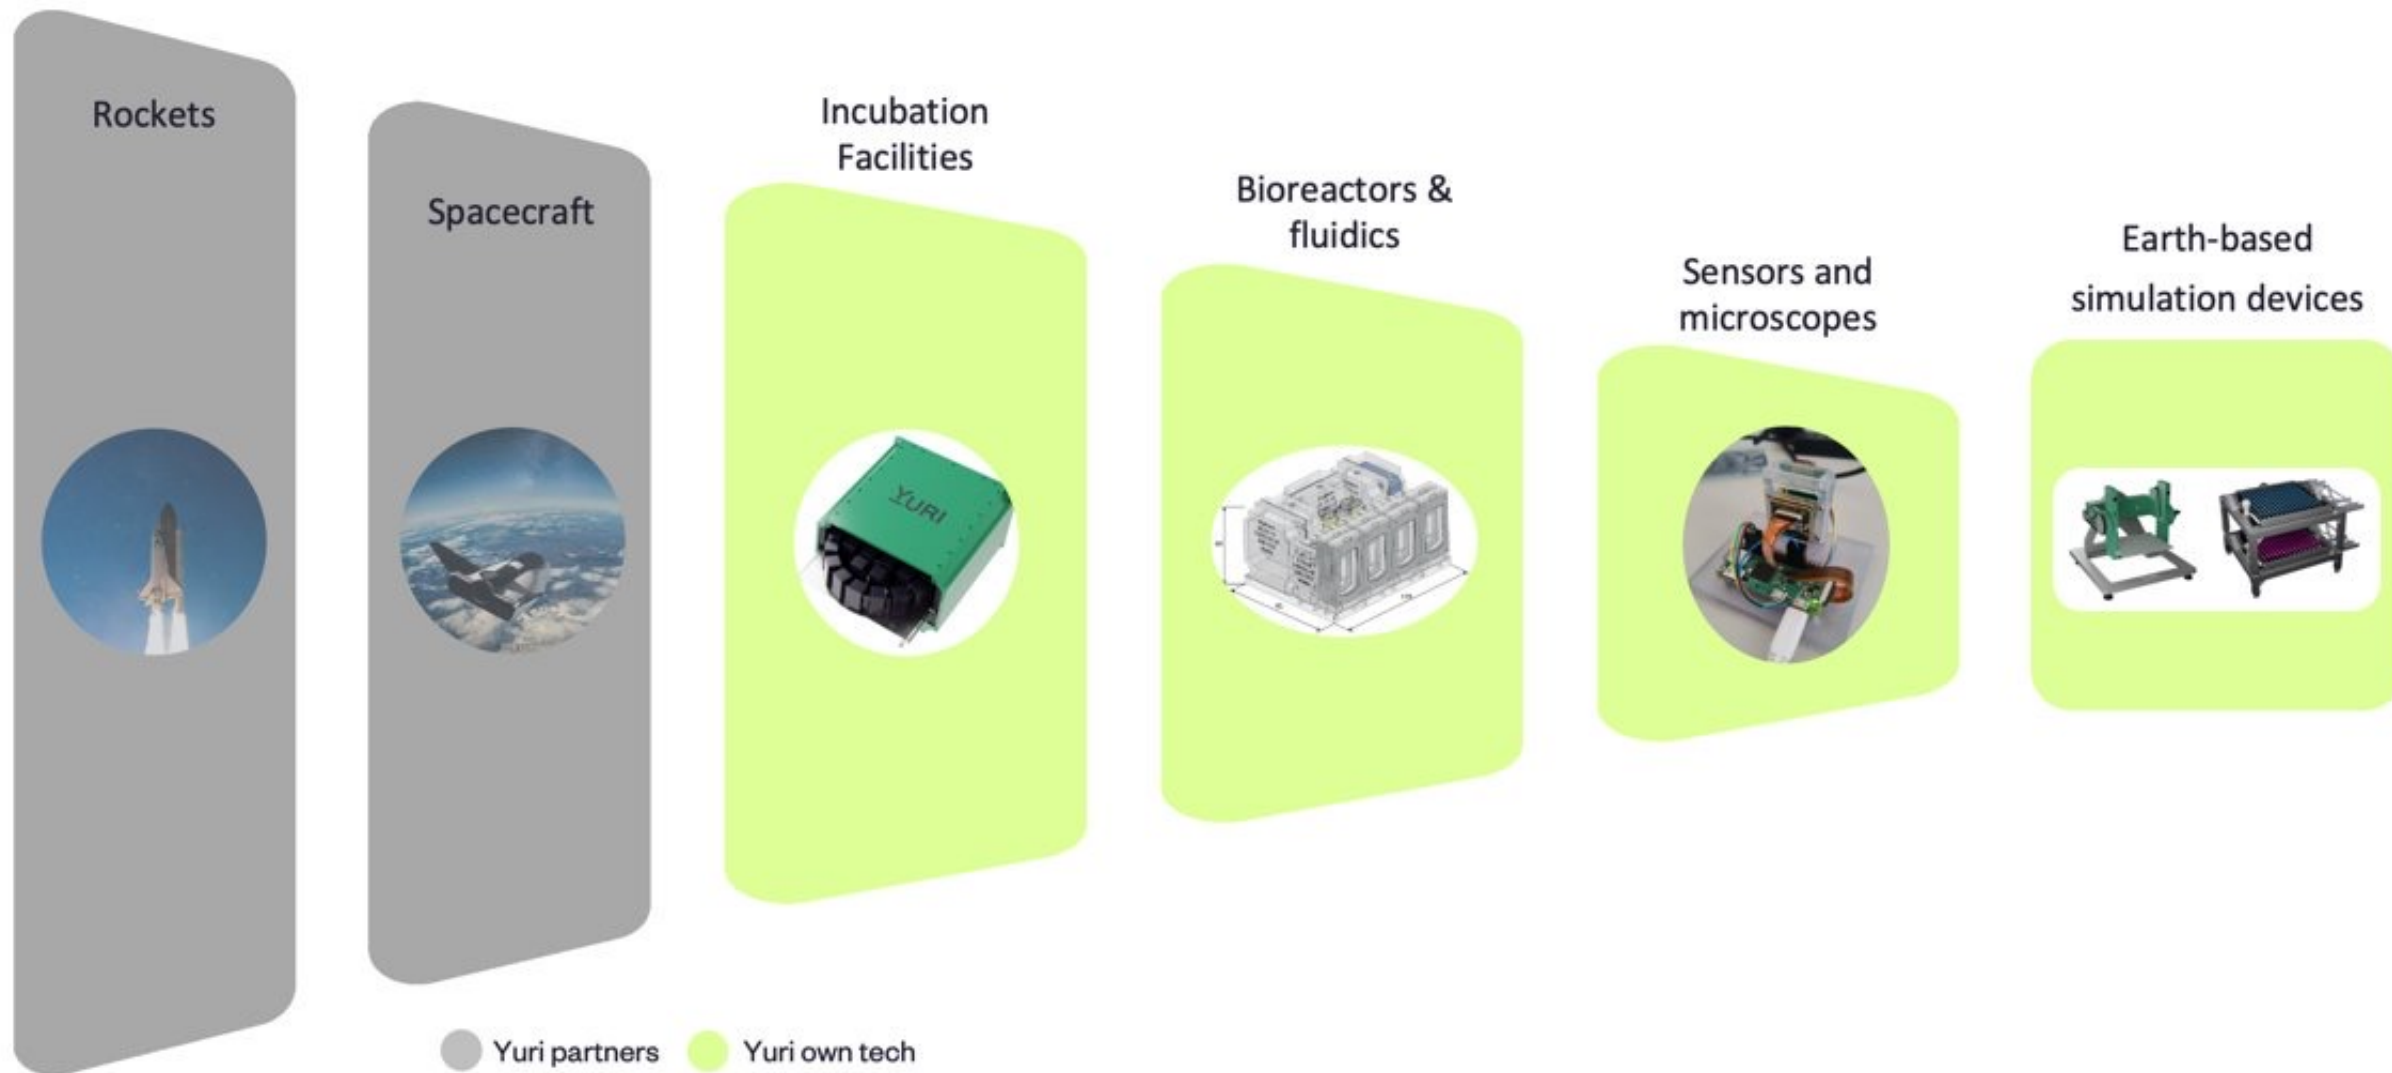 Rockets
Spacecraft
Incubation
Facilities
Bioreactors &
fluidics
Sensors and
microscopes
Earth-based
simulation devices
YURI
Yuri partners
Yuri own tech